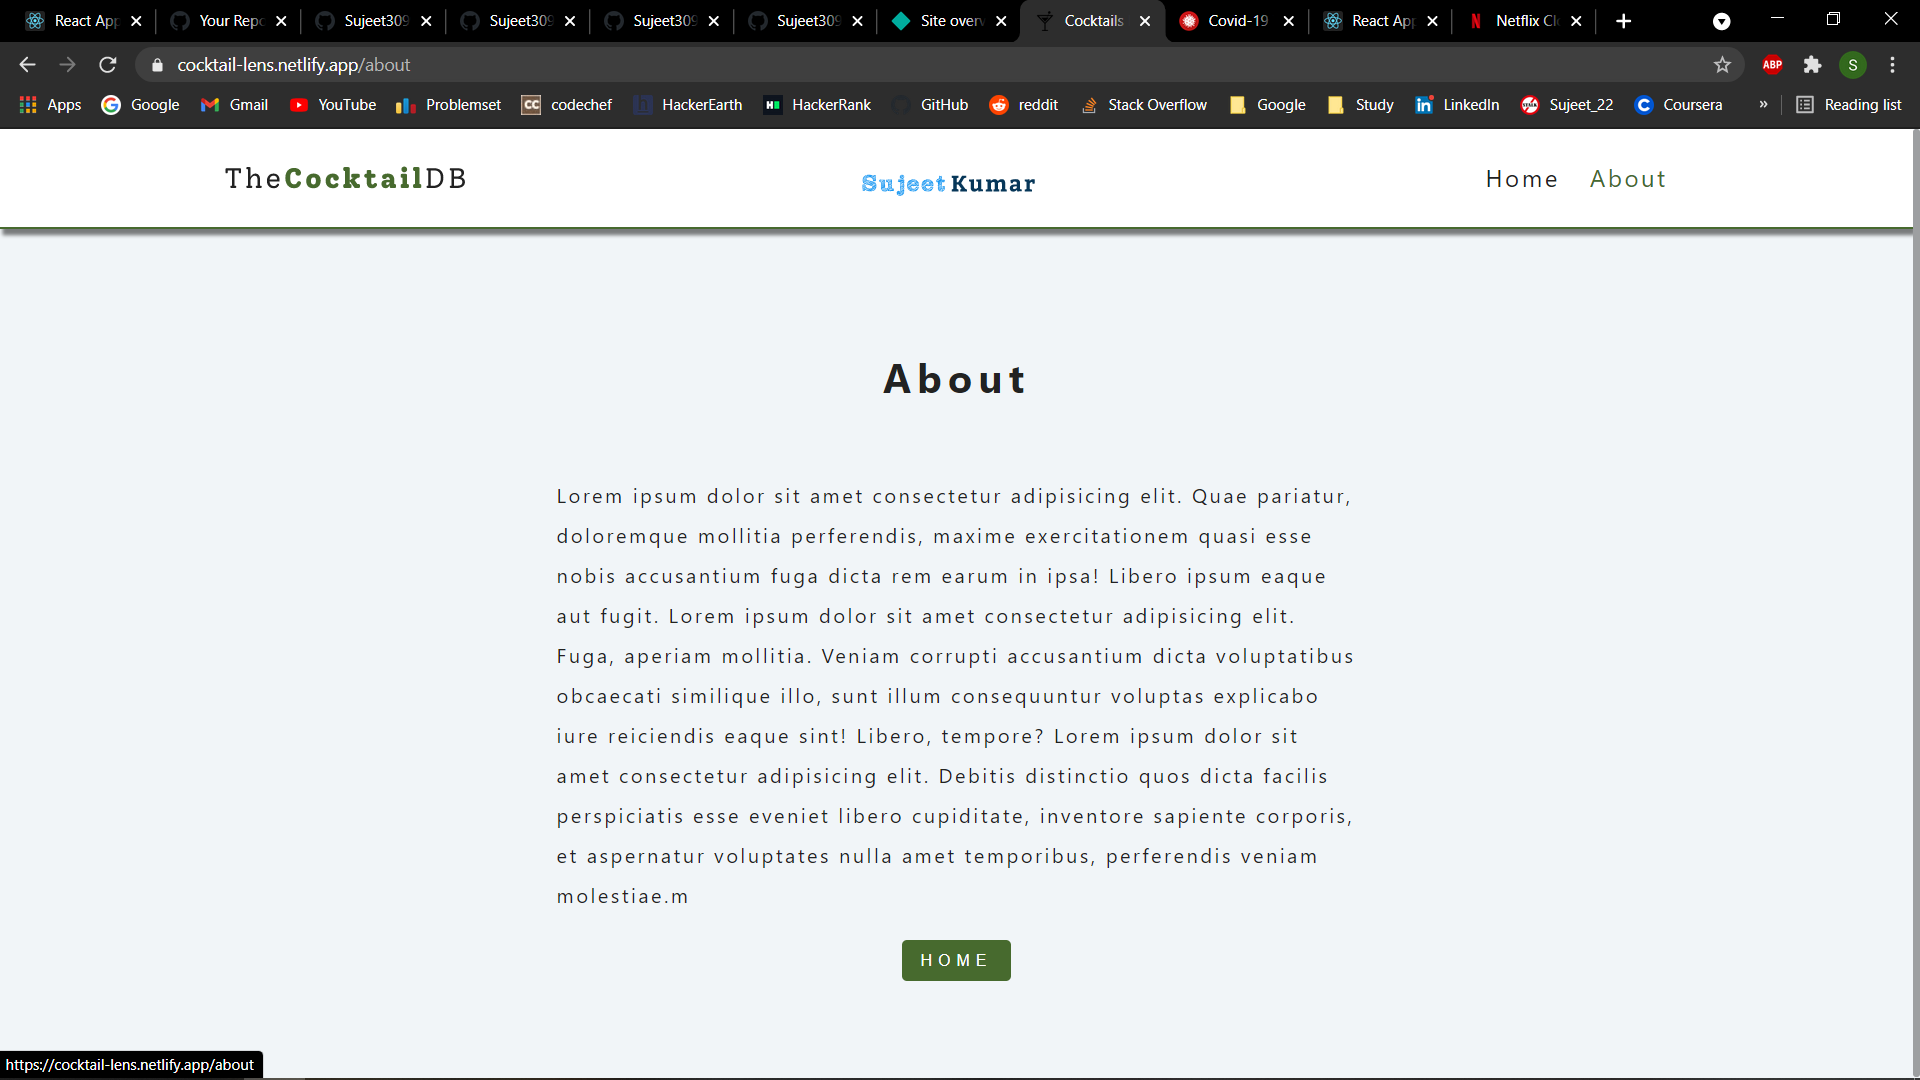 React App
Your Repo
Sujeet309
Sujeet309
Sujeet309
Sujeet309
Site over
Cocktails
Covid-19
React App
Netflix Cl
cocktail-lens.netlify.app/about
ABP
S
Apps
Google
Gmail
YouTube
Problemset
CC codechef
HackerEarth
HackerRank
GitHub
reddit
Stack Overflow
Google
Study
LinkedIn
Sujeet_22
Coursera
»
Reading list
TheCocktailDB
Sujeet Kumar
Home
About
About
Lorem ipsum dolor sit amet consectetur adipisicing elit. Quae pariatur,
doloremque mollitia perferendis, maxime exercitationem quasi esse
nobis accusantium fuga dicta rem earum in ipsa! Libero ipsum eaque
aut fugit. Lorem ipsum dolor sit amet consectetur adipisicing elit.
Fuga, aperiam mollitia. Veniam corrupti accusantium dicta voluptatibus
obcaecati similique illo, sunt illum consequuntur voluptas explicabo
iure reiciendis eaque sint! Libero, tempore? Lorem ipsum dolor sit
amet consectetur adipisicing elit. Debitis distinctio quos dicta facilis
perspiciatis esse eveniet libero cupiditate, inventore sapiente corporis,
et aspernatur voluptates nulla amet temporibus, perferendis veniam
molestiae.m
HOME
https://cocktail-lens.netlify.app/about